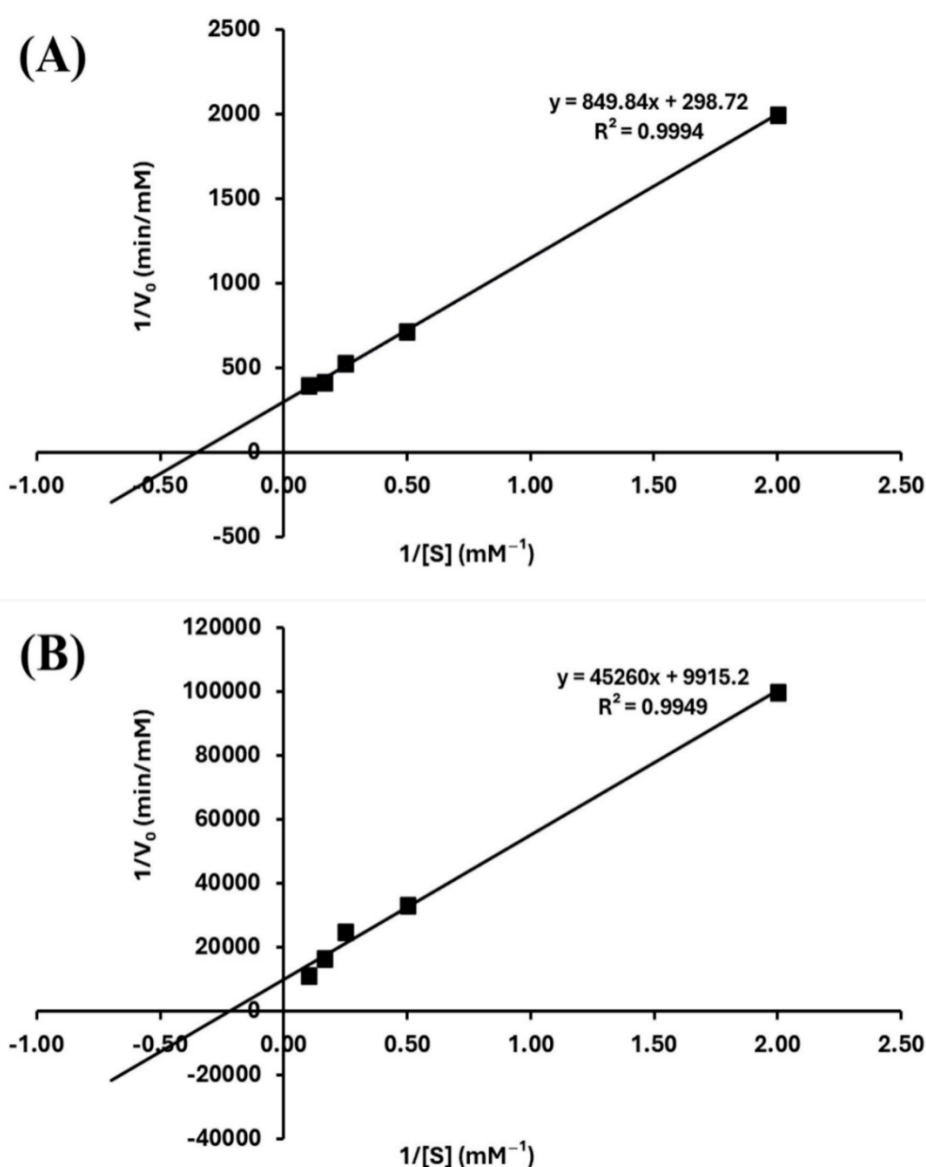 (A)
2500
2000
1500
1000
500
0
-500
1/V₀ (min/mM)
y = 849.84x + 298.72
R² = 0.9994
-1.00 -0.50 0.00 0.50 1.00 1.50 2.00 2.50
1/[S] (mM⁻¹)
(B)
120000
100000
80000
60000
40000
20000
0
-20000
-40000
1/V₀ (min/mM)
y = 45260x + 9915.2
R² = 0.9949
-1.00 -0.50 0.00 0.50 1.00 1.50 2.00 2.50
1/[S] (mM⁻¹)